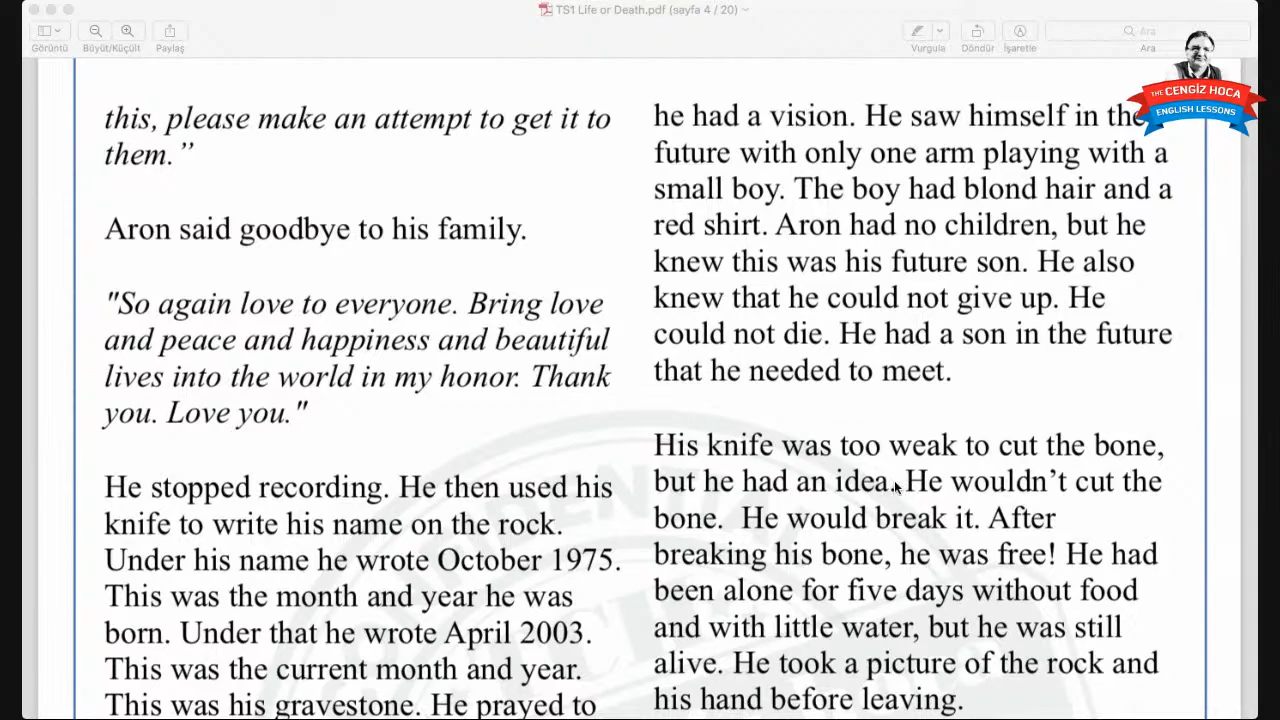 TS1 Life or Death.pdf (sayfa 4 / 20)
Görüntü
Büyüt/Küçült
Paylaş
Vurgula
Döndür
İşaretle
Ara
Ara
THE CENGİZ HOCA
ENGLISH LESSONS
this, please make an attempt to get it to
them.”
Aron said goodbye to his family.
"So again love to everyone. Bring love
and peace and happiness and beautiful
lives into the world in my honor. Thank
you. Love you."
He stopped recording. He then used his
knife to write his name on the rock.
Under his name he wrote October 1975.
This was the month and year he was
born. Under that he wrote April 2003.
This was the current month and year.
This was his gravestone. He prayed to
he had a vision. He saw himself in the
future with only one arm playing with a
small boy. The boy had blond hair and a
red shirt. Aron had no children, but he
knew this was his future son. He also
knew that he could not give up. He
could not die. He had a son in the future
that he needed to meet.
His knife was too weak to cut the bone,
but he had an idea. He wouldn’t cut the
bone.  He would break it. After
breaking his bone, he was free! He had
been alone for five days without food
and with little water, but he was still
alive. He took a picture of the rock and
his hand before leaving.